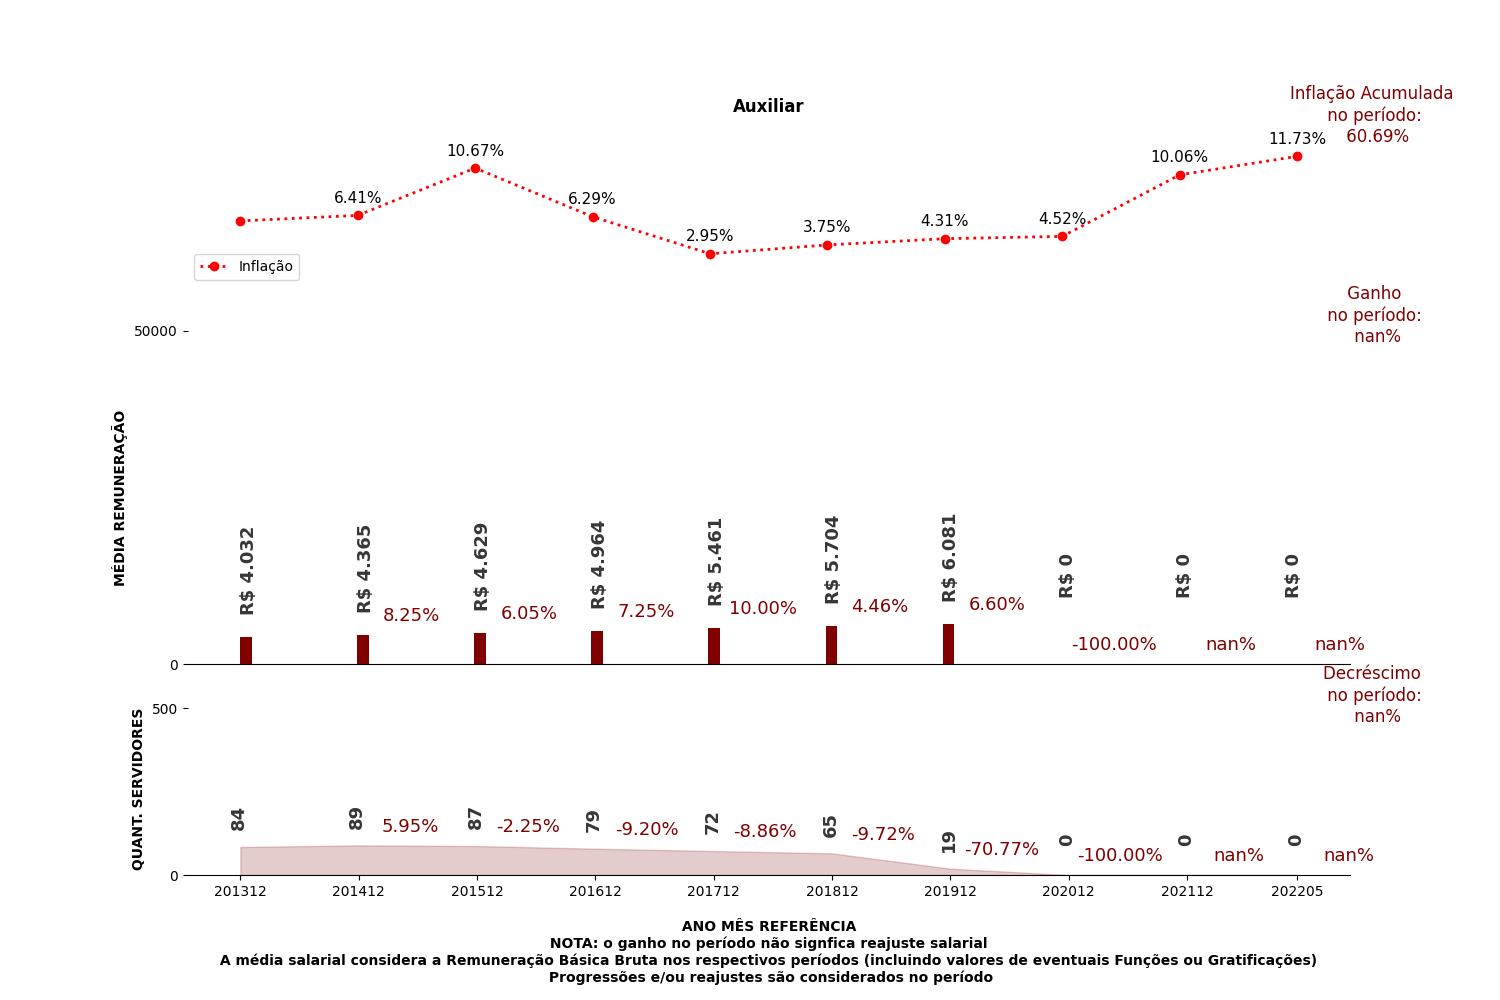 Auxiliar
Inflação Acumulada
no período:
60.69%
6.41%
10.67%
6.29%
2.95%
3.75%
4.31%
4.52%
10.06%
11.73%
Inflação
Ganho
no período:
nan%
MÉDIA REMUNERAÇÃO
50000
0
R$ 4.032
R$ 4.365
R$ 4.629
R$ 4.964
R$ 5.461
R$ 5.704
R$ 6.081
R$ 0
R$ 0
R$ 0
8.25%
6.05%
7.25%
10.00%
4.46%
6.60%
-100.00%
nan%
nan%
Decréscimo
no período:
nan%
QUANT. SERVIDORES
500
0
84
89
87
79
72
65
19
0
0
0
5.95%
-2.25%
-9.20%
-8.86%
-9.72%
-70.77%
-100.00%
nan%
nan%
201312
201412
201512
201612
201712
201812
201912
202012
202112
202205
ANO MÊS REFERÊNCIA
NOTA: o ganho no período não signfica reajuste salarial
A média salarial considera a Remuneração Básica Bruta nos respectivos períodos (incluindo valores de eventuais Funções ou Gratificações)
Progressões e/ou reajustes são considerados no período